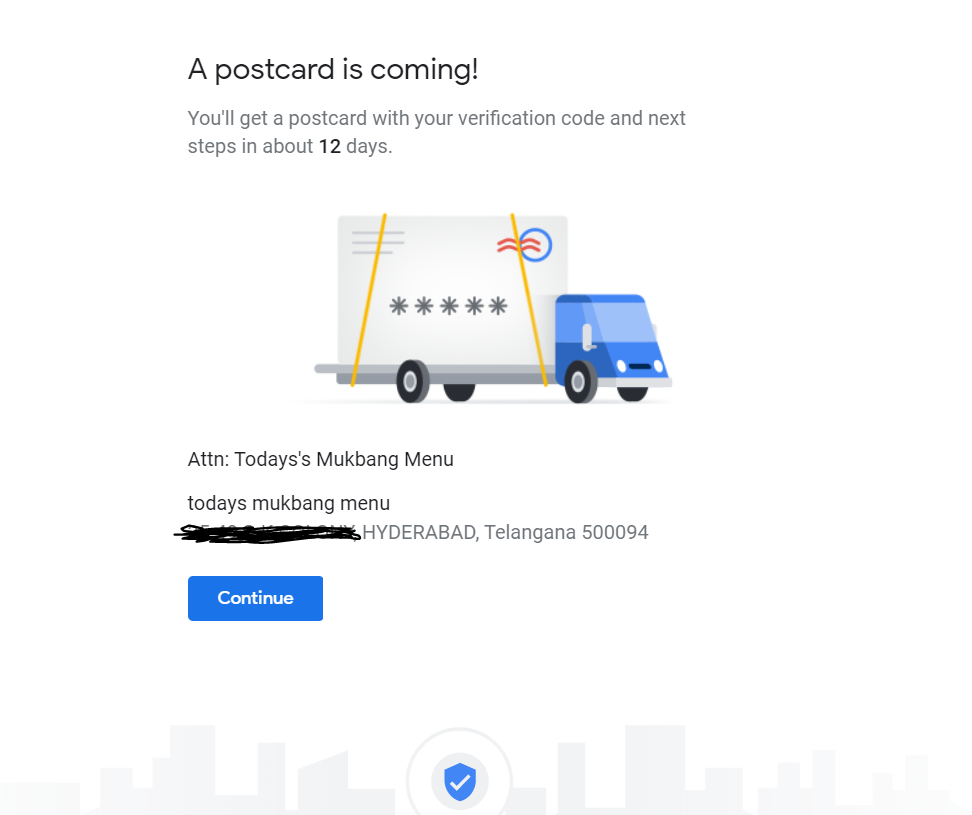 A postcard is coming!
You'll get a postcard with your verification code and next
steps in about 12 days.
*****
Attn: Todays's Mukbang Menu
todays mukbang menu
HYDERABAD, Telangana 500094
Continue